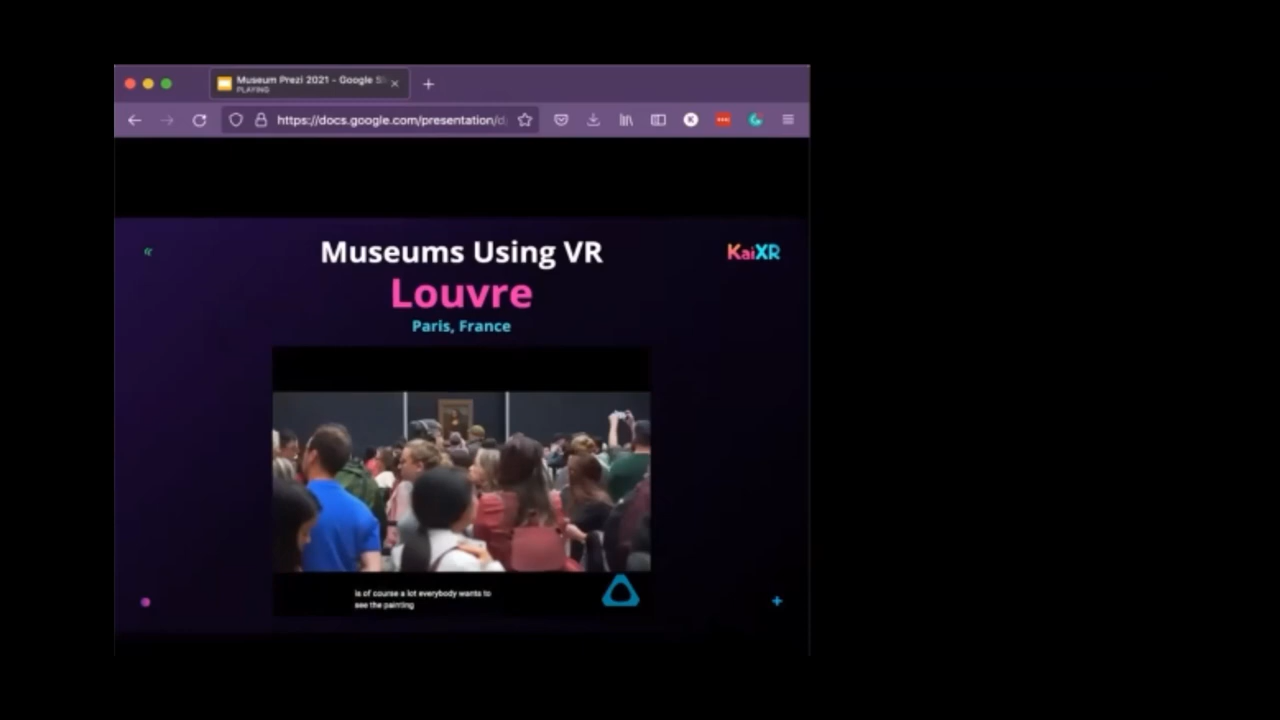 Museum Prezi 2021 - Google Sl
PLAYING
https://docs.google.com/presentation/d
Museums Using VR
KaiXR
Louvre
Paris, France
is of course a lot everybody wants to
see the painting